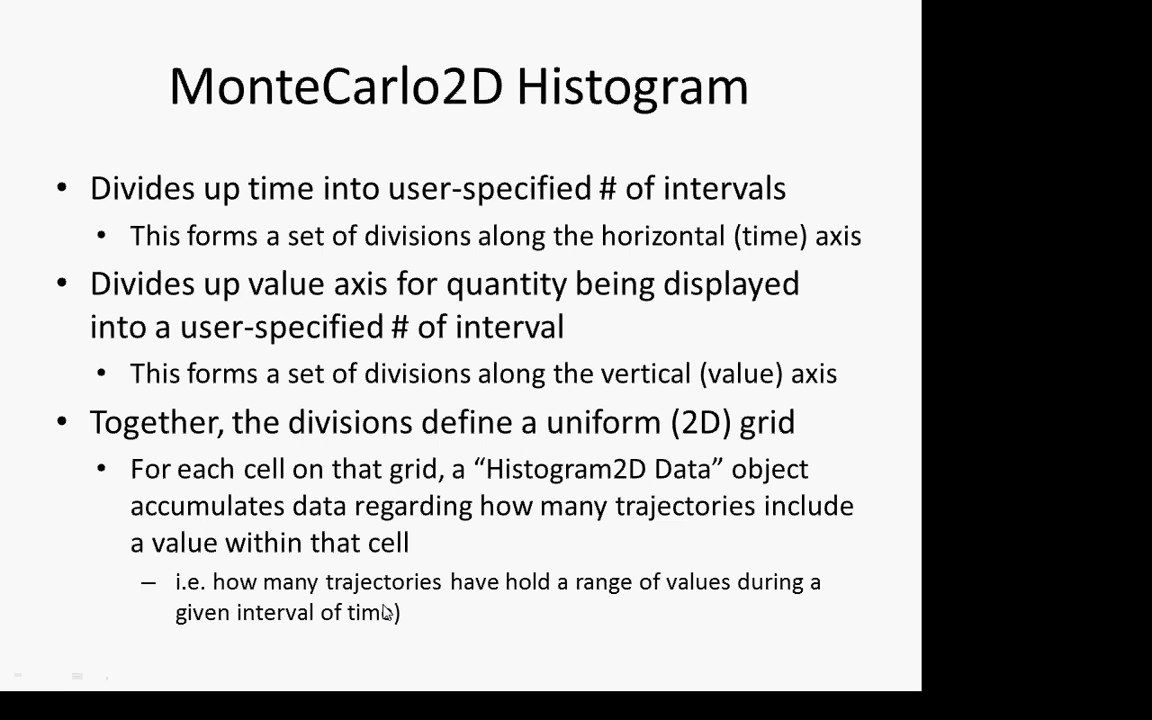 MonteCarlo2D Histogram
• Divides up time into user-specified # of intervals
• This forms a set of divisions along the horizontal (time) axis
• Divides up value axis for quantity being displayed
into a user-specified # of interval
• This forms a set of divisions along the vertical (value) axis
• Together, the divisions define a uniform (2D) grid
• For each cell on that grid, a “Histogram2D Data” object
accumulates data regarding how many trajectories include
a value within that cell
– i.e. how many trajectories have hold a range of values during a
given interval of time)